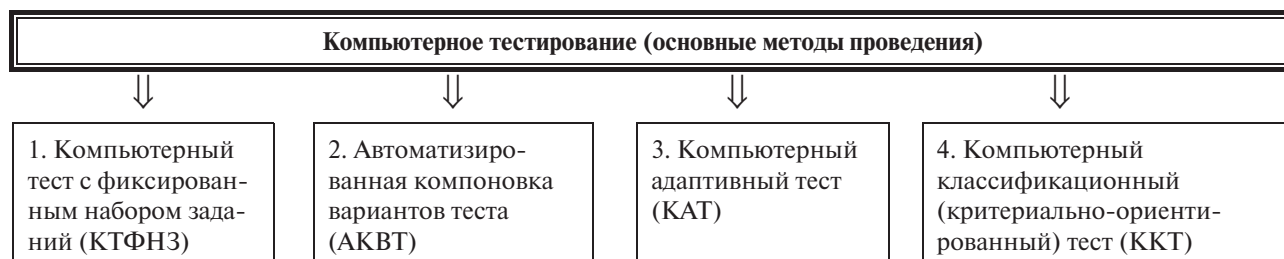 Компьютерное тестирование (основные методы проведения)
1. Компьютерный
тест с фиксирован-
ным набором зада-
ний (КТФНЗ)
2. Автоматизиро-
ванная компоновка
вариантов теста
(АКВТ)
3. Компьютерный
адаптивный тест
(КАТ)
4. Компьютерный
классификационный
(критериально-ориенти-
рованный) тест (ККТ)